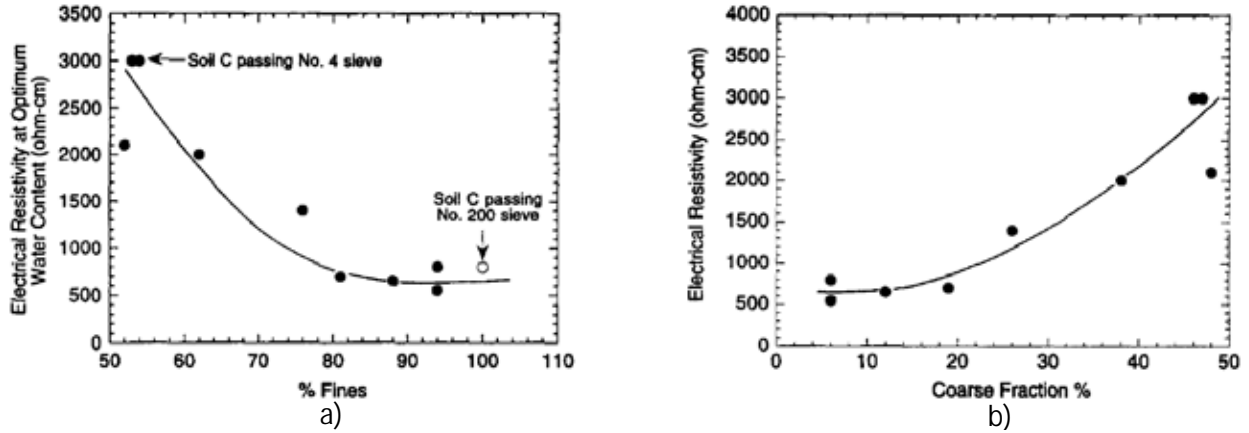 Electrical Resistivity at Optimum
Water Content (ohm-cm)
3500
3000
2500
2000
1500
1000
500
0
Soil C passing No. 4 sieve
Soil C passing
No. 200 sieve
50 60 70 80 90 100 110
% Fines
a)
Electrical Resistivity (ohm-cm)
4000
3500
3000
2500
2000
1500
1000
500
0
0 10 20 30 40 50
Coarse Fraction %
b)